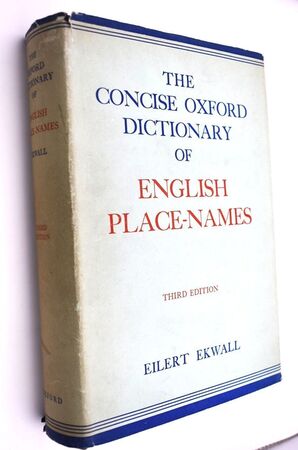 THE
OXFORD
DICTIONARY
OF
ENGLISH
PLACE-NAMES
EKWALL
THIRD
EDITION
OXFORD
THE
CONCISE OXFORD
DICTIONARY
OF
ENGLISH
PLACE-NAMES
THIRD EDITION
EILERT EKWALL